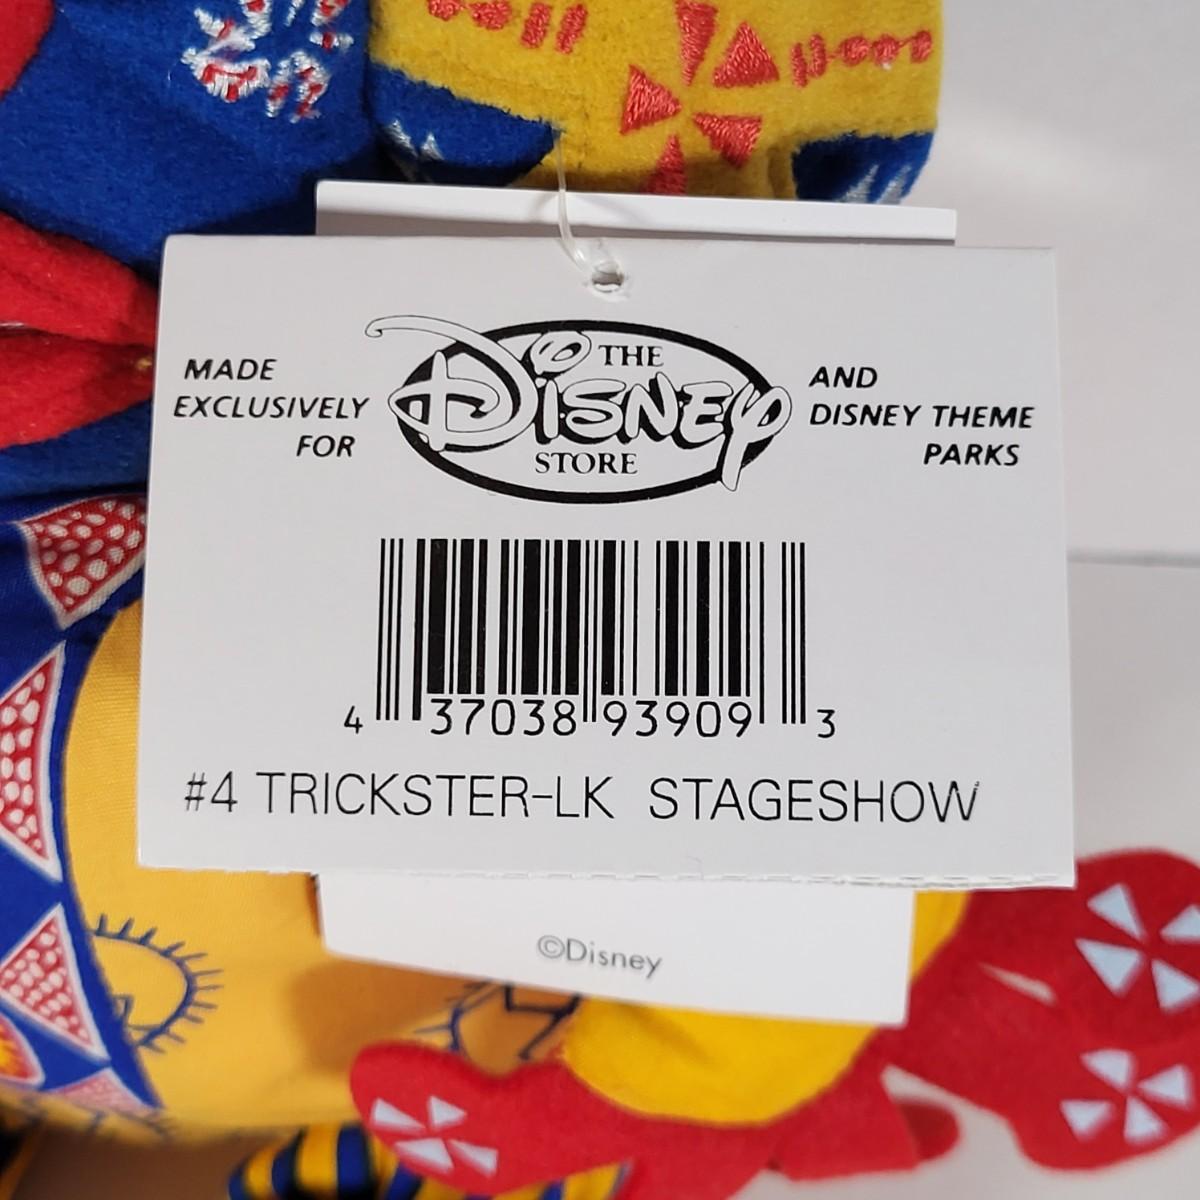 MADE
EXCLUSIVELY
FOR
THE
DISNEY
STORE
AND
DISNEY THEME
PARKS
4 37038 93909 3
#4 TRICKSTER-LK STAGESHOW
©Disney